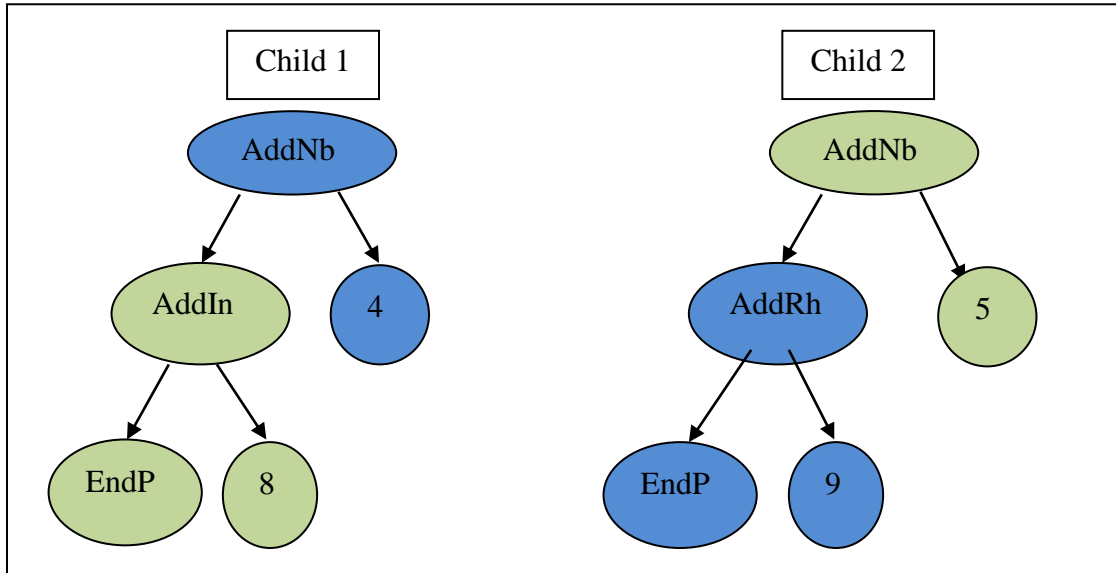 Child 1
Child 2
AddNb
AddNb
AddIn
4
AddRh
5
EndP
8
EndP
9